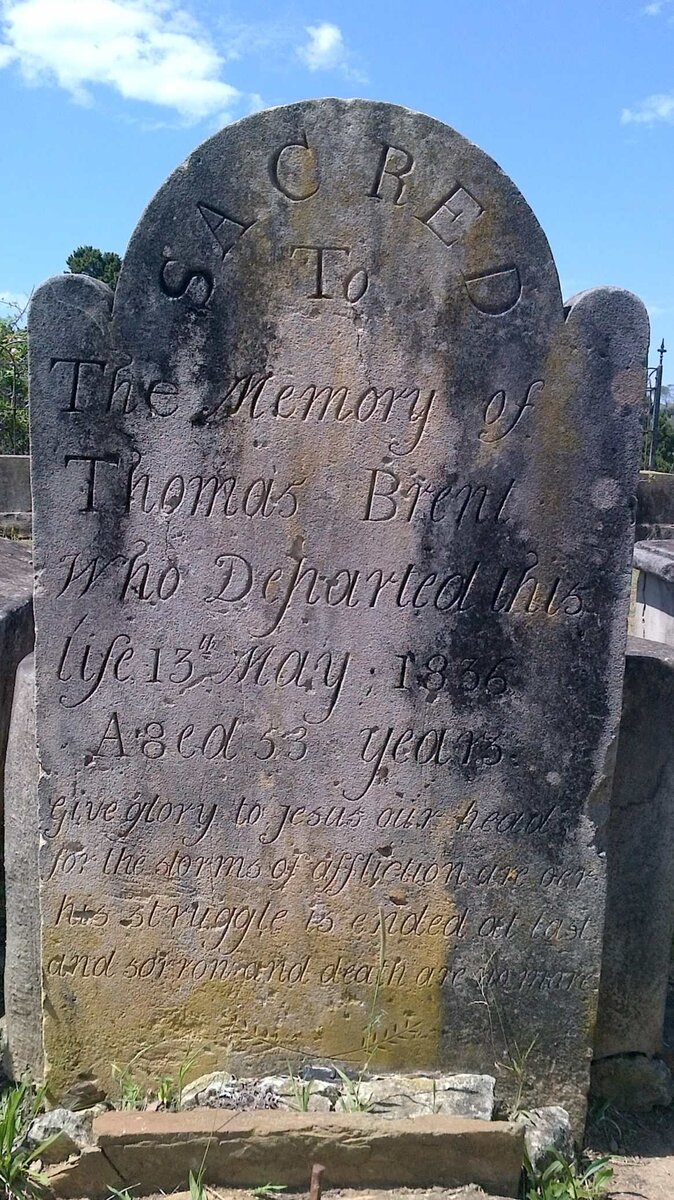 SACRED
To
The Memory of
Thomas Brent
Who Departed this
life 13th May : 1836
Aged 53 years
Give glory to Jesus our head
for the storms of affliction are oer
his struggle is ended at last
and sorrow and death are no more